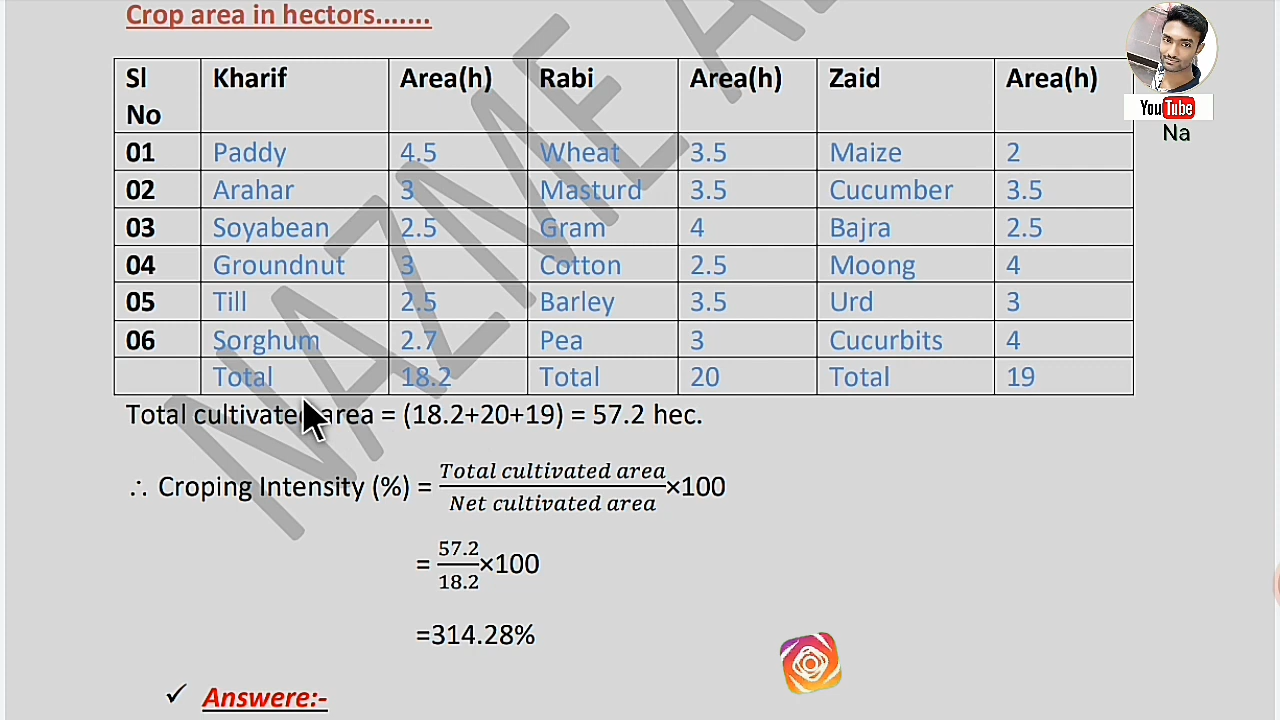 Crop area in hectors.......
Sl No Kharif Area(h) Rabi Area(h) Zaid Area(h)
01 Paddy 4.5 Wheat 3.5 Maize 2
02 Arahar 3 Masturd 3.5 Cucumber 3.5
03 Soyabean 2.5 Gram 4 Bajra 2.5
04 Groundnut 3 Cotton 2.5 Moong 4
05 Till 2.5 Barley 3.5 Urd 3
06 Sorghum 2.7 Pea 3 Cucurbits 4
Total 18.2 Total 20 Total 19
Total cultivated area = (18.2+20+19) = 57.2 hec.
∴ Croping Intensity (%) = Total cultivated area / Net cultivated area ×100
= 57.2 / 18.2 ×100
=314.28%
✓ Answere:-
YouTube
Na
NAZME